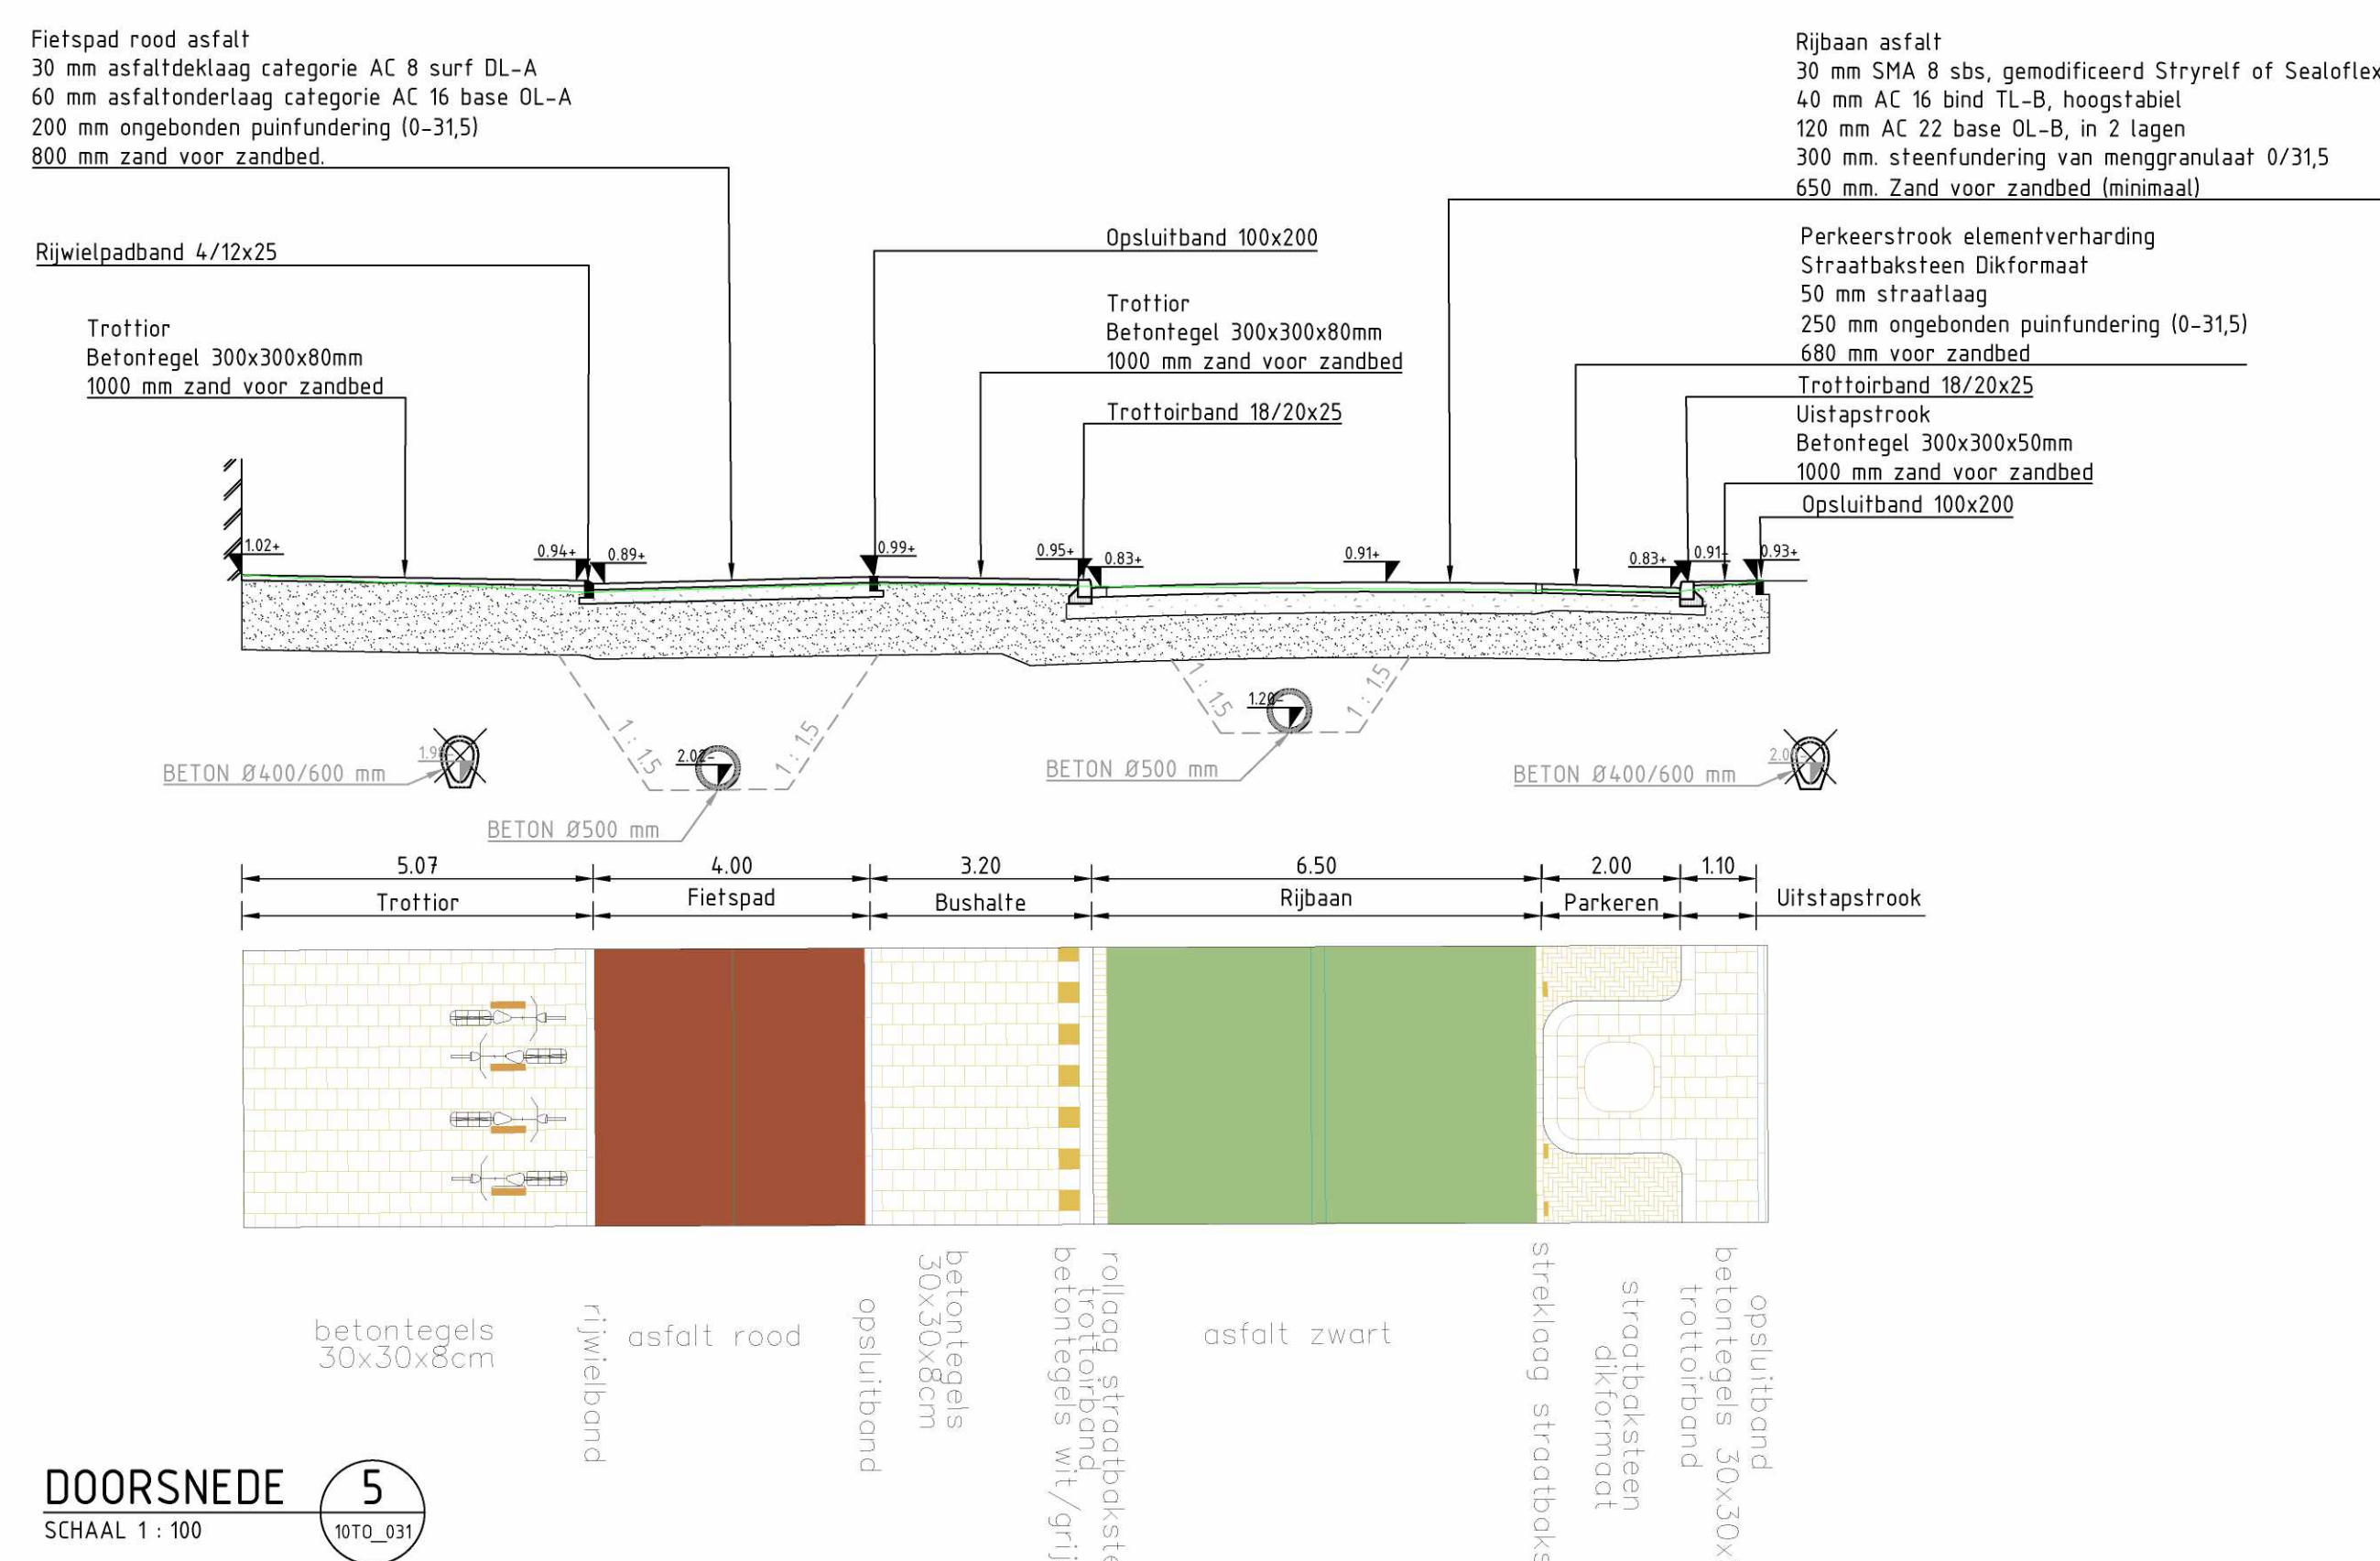 Fietspad rood asfalt
30 mm asfaltdeklaag categorie AC 8 surf DL-A
60 mm asfaltonderlaag categorie AC 16 base OL-A
200 mm ongebonden puinfundering (0-31,5)
800 mm zand voor zandbed.
Rijwielpadband 4/12x25
Trottior
Betontegel 300x300x80mm
1000 mm zand voor zandbed
Opsluitband 100x200
Trottior
Betontegel 300x300x80mm
1000 mm zand voor zandbed
Trottoirband 18/20x25
Rijbaan asfalt
30 mm SMA 8 sbs, gemodificeerd Stryrelf of Sealoflex
40 mm AC 16 bind TL-B, hoogstabiel
120 mm AC 22 base OL-B, in 2 lagen
300 mm. steenfundering van menggranulaat 0/31,5
650 mm. Zand voor zandbed (minimaal)
Perkeerstrook elementverharding
Straatbaksteen Dikformaat
50 mm straatlaag
250 mm ongebonden puinfundering (0-31,5)
680 mm voor zandbed
Trottoirband 18/20x25
Uistapstrook
Betontegel 300x300x50mm
1000 mm zand voor zandbed
Opsluitband 100x200
1.02+
0.94+
0.89+
0.99+
0.95+
0.83+
0.91+
0.83+
0.91-
0.93+
1 : 1.5
1 : 1.5
1 : 1.5
1 : 1.5
2.02-
1.20-
BETON Ø400/600 mm
BETON Ø500 mm
BETON Ø500 mm
BETON Ø400/600 mm
5.07
4.00
3.20
6.50
2.00
1.10
Trottior
Fietspad
Bushalte
Rijbaan
Parkeren
Uitstapstrook
betontegels
30x30x8cm
rijwielband
asfalt rood
opsluitband
betontegels
30x30x8cm
betontegels wit/grij
trottoirband
rollaag straatbakste
asfalt zwart
streklaag straatbaks
straatbaksteen
dikformaat
trottoirband
betontegels 30x30x
opsluitband
DOORSNEDE
SCHAAL 1 : 100
5
10TO_031